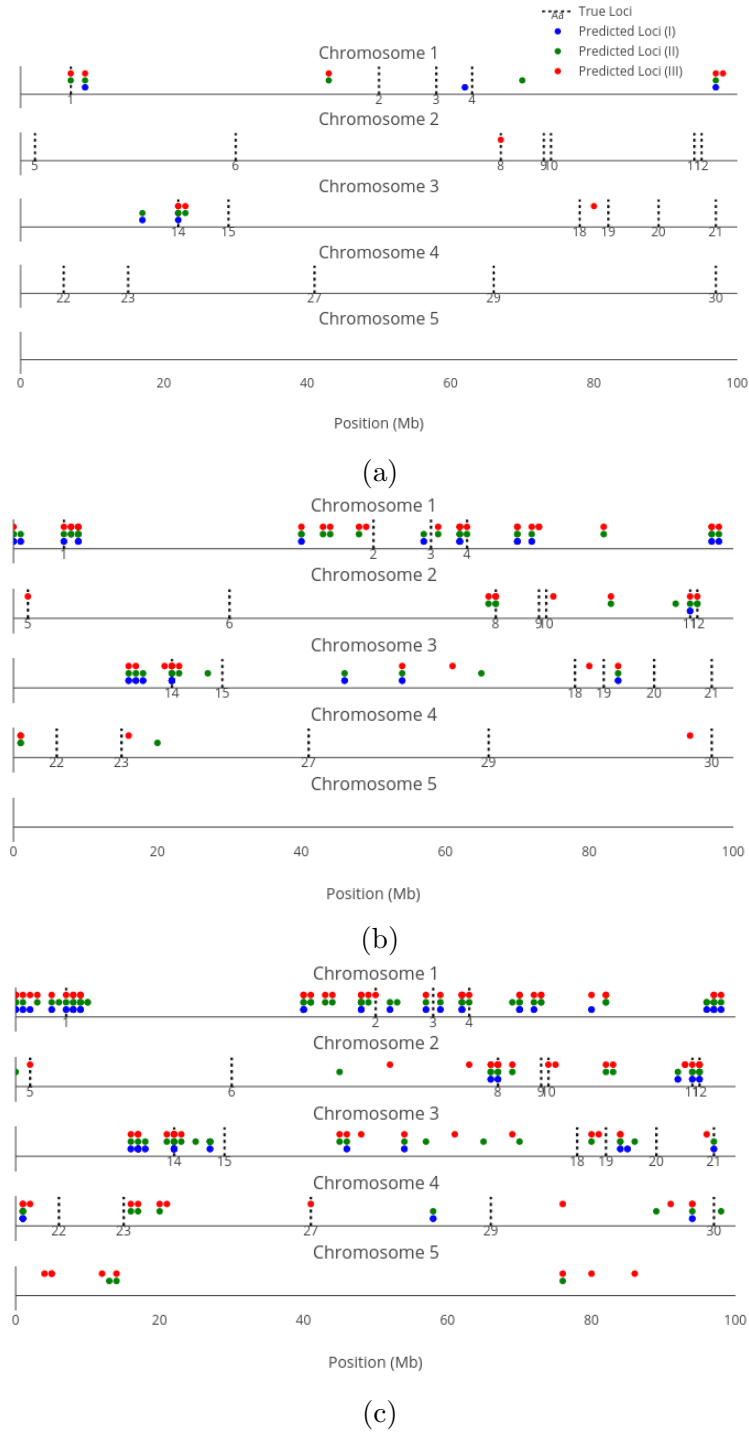 Aa True Loci
Predicted Loci (I)
Predicted Loci (II)
Predicted Loci (III)
Chromosome 1
1 2 3 4
Chromosome 2
5 6 8 9 10 11 12
Chromosome 3
14 15 18 19 20 21
Chromosome 4
22 23 27 29 30
Chromosome 5
0 20 40 60 80 100
Position (Mb)
(a)
Chromosome 1
1 2 3 4
Chromosome 2
5 6 8 9 10 11 12
Chromosome 3
14 15 18 19 20 21
Chromosome 4
22 23 27 29 30
Chromosome 5
0 20 40 60 80 100
Position (Mb)
(b)
Chromosome 1
1 2 3 4
Chromosome 2
5 6 8 9 10 11 12
Chromosome 3
14 15 18 19 20 21
Chromosome 4
22 23 27 29 30
Chromosome 5
0 20 40 60 80 100
Position (Mb)
(c)